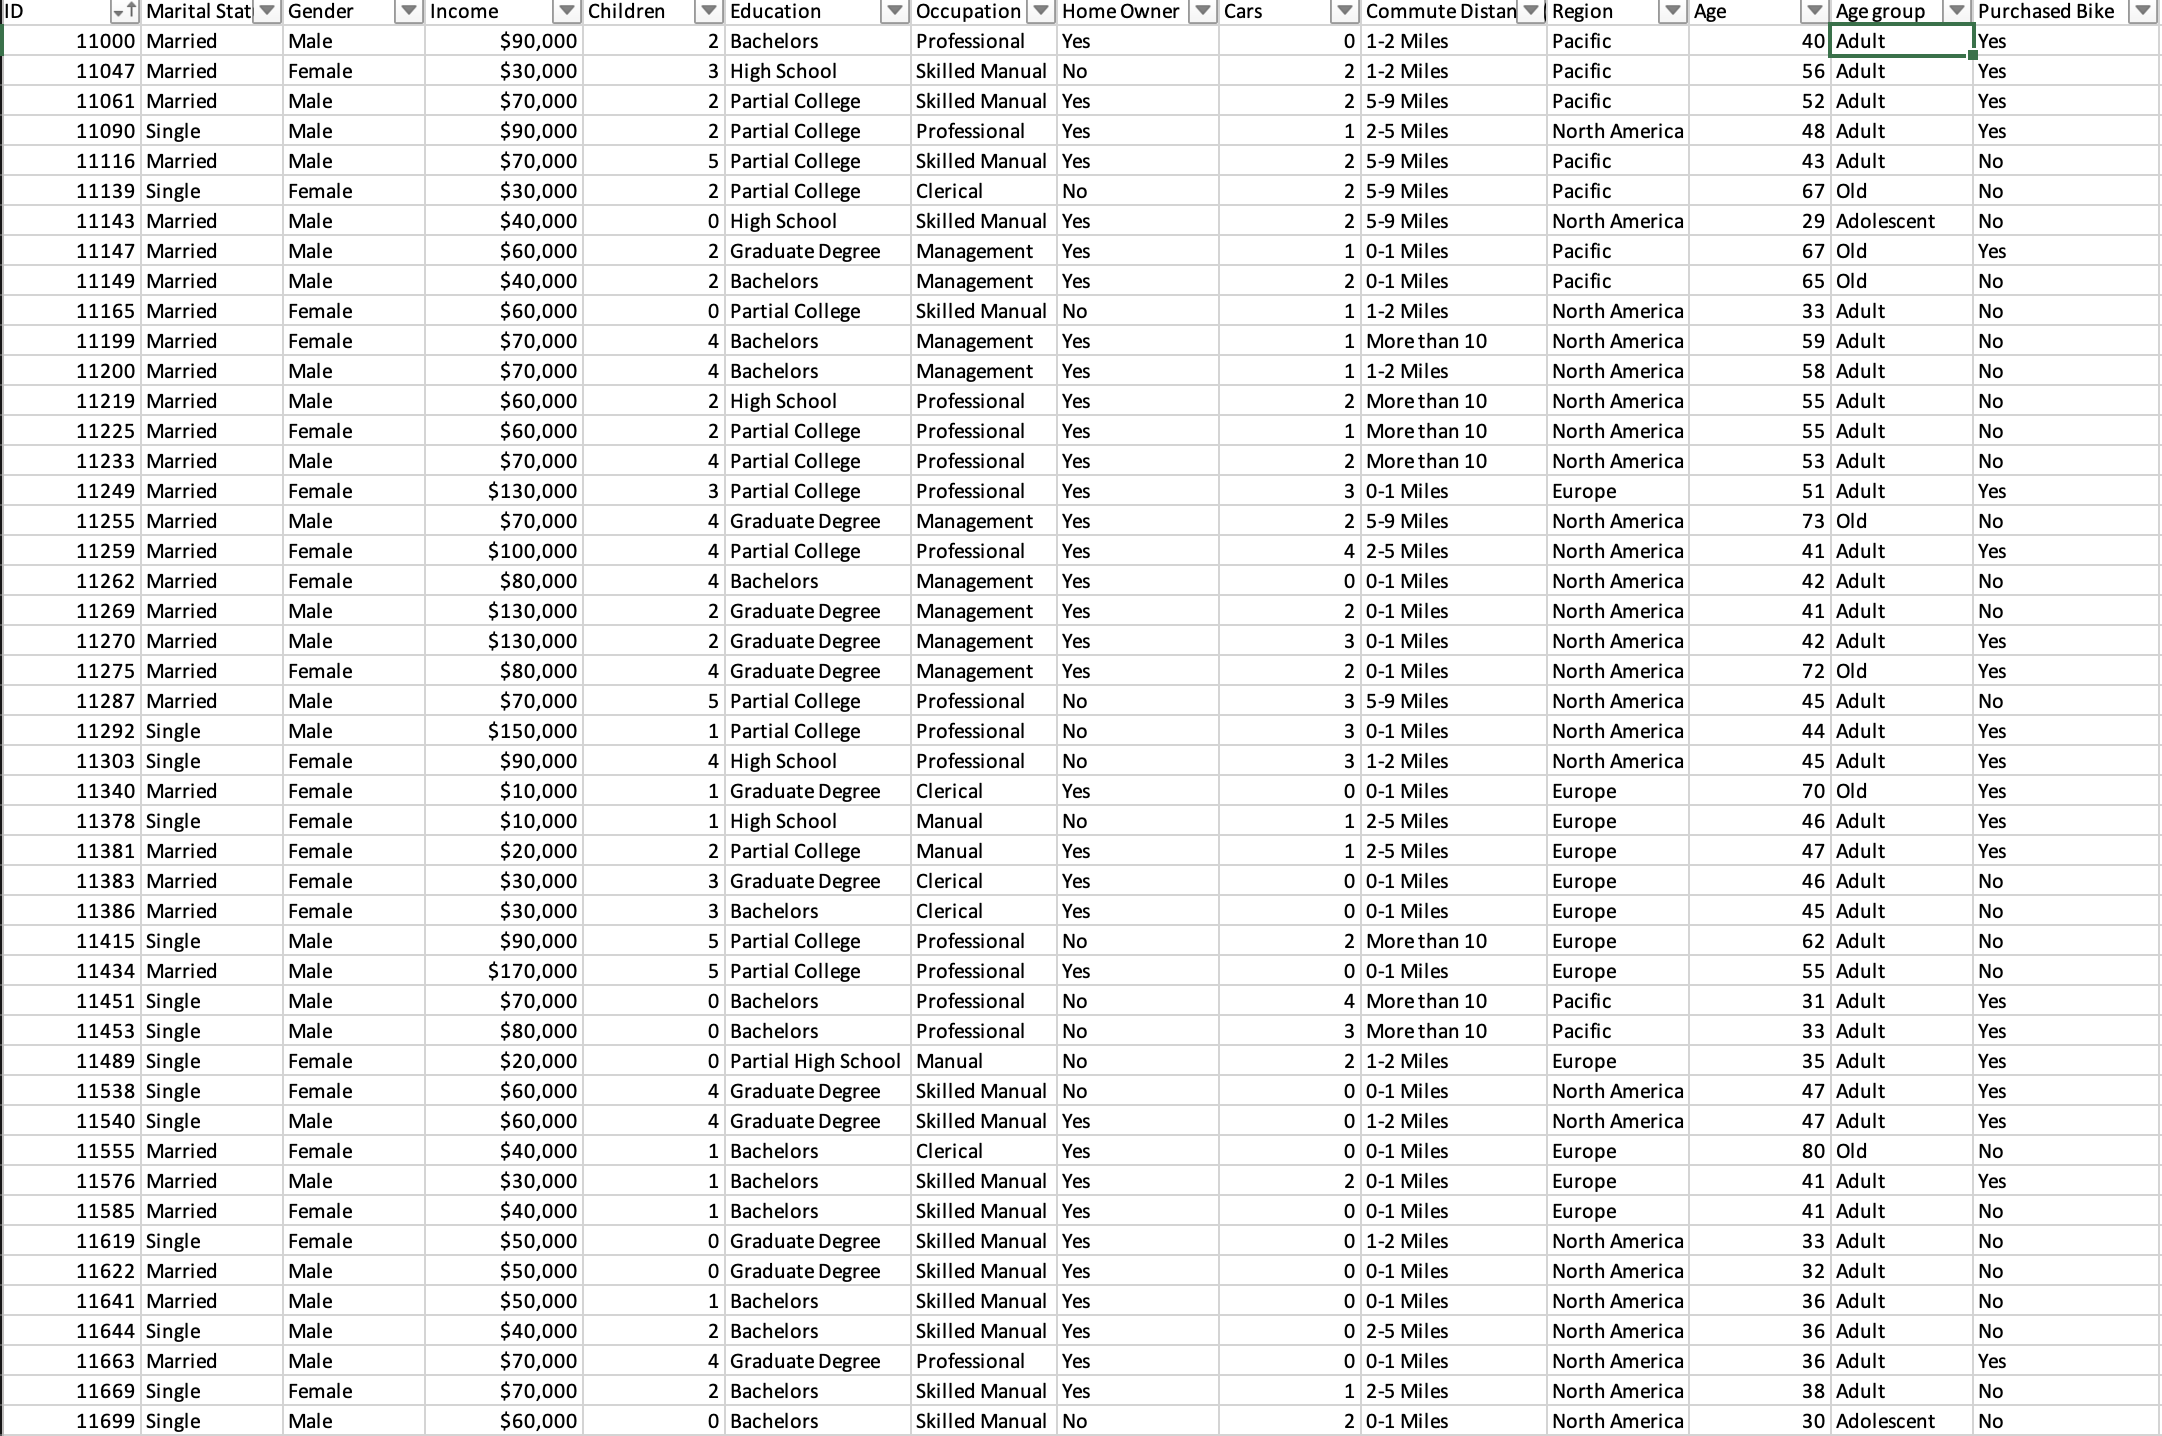 ID Marital Stat Gender Income Children Education Occupation Home Owner Cars Commute Distan Region Age Age group Purchased Bike
11000 Married Male $90,000 2 Bachelors Professional Yes 0 1-2 Miles Pacific 40 Adult Yes
11047 Married Female $30,000 3 High School Skilled Manual No 2 1-2 Miles Pacific 56 Adult Yes
11061 Married Male $70,000 2 Partial College Skilled Manual Yes 2 5-9 Miles Pacific 52 Adult Yes
11090 Single Male $90,000 2 Partial College Professional Yes 1 2-5 Miles North America 48 Adult Yes
11116 Married Male $70,000 5 Partial College Skilled Manual Yes 2 5-9 Miles Pacific 43 Adult No
11139 Single Female $30,000 2 Partial College Clerical No 2 5-9 Miles Pacific 67 Old No
11143 Married Male $40,000 0 High School Skilled Manual Yes 2 5-9 Miles North America 29 Adolescent No
11147 Married Male $60,000 2 Graduate Degree Management Yes 1 0-1 Miles Pacific 67 Old Yes
11149 Married Male $40,000 2 Bachelors Management Yes 2 0-1 Miles Pacific 65 Old No
11165 Married Female $60,000 0 Partial College Skilled Manual No 1 1-2 Miles North America 33 Adult No
11199 Married Female $70,000 4 Bachelors Management Yes 1 More than 10 North America 59 Adult No
11200 Married Male $70,000 4 Bachelors Management Yes 1 1-2 Miles North America 58 Adult No
11219 Married Male $60,000 2 High School Professional Yes 2 More than 10 North America 55 Adult No
11225 Married Female $60,000 2 Partial College Professional Yes 1 More than 10 North America 55 Adult No
11233 Married Male $70,000 4 Partial College Professional Yes 2 More than 10 North America 53 Adult No
11249 Married Female $130,000 3 Partial College Professional Yes 3 0-1 Miles Europe 51 Adult Yes
11255 Married Male $70,000 4 Graduate Degree Management Yes 2 5-9 Miles North America 73 Old No
11259 Married Female $100,000 4 Partial College Professional Yes 4 2-5 Miles North America 41 Adult Yes
11262 Married Female $80,000 4 Bachelors Management Yes 0 0-1 Miles North America 42 Adult No
11269 Married Male $130,000 2 Graduate Degree Management Yes 2 0-1 Miles North America 41 Adult No
11270 Married Male $130,000 2 Graduate Degree Management Yes 3 0-1 Miles North America 42 Adult Yes
11275 Married Female $80,000 4 Graduate Degree Management Yes 2 0-1 Miles North America 72 Old Yes
11287 Married Male $70,000 5 Partial College Professional No 3 5-9 Miles North America 45 Adult No
11292 Single Male $150,000 1 Partial College Professional No 3 0-1 Miles North America 44 Adult Yes
11303 Single Female $90,000 4 High School Professional No 3 1-2 Miles North America 45 Adult Yes
11340 Married Female $10,000 1 Graduate Degree Clerical Yes 0 0-1 Miles Europe 70 Old Yes
11378 Single Female $10,000 1 High School Manual No 1 2-5 Miles Europe 46 Adult Yes
11381 Married Female $20,000 2 Partial College Manual Yes 1 2-5 Miles Europe 47 Adult Yes
11383 Married Female $30,000 3 Graduate Degree Clerical Yes 0 0-1 Miles Europe 46 Adult No
11386 Married Female $30,000 3 Bachelors Clerical Yes 0 0-1 Miles Europe 45 Adult No
11415 Single Male $90,000 5 Partial College Professional No 2 More than 10 Europe 62 Adult No
11434 Married Male $170,000 5 Partial College Professional Yes 0 0-1 Miles Europe 55 Adult No
11451 Single Male $70,000 0 Bachelors Professional No 4 More than 10 Pacific 31 Adult Yes
11453 Single Male $80,000 0 Bachelors Professional No 3 More than 10 Pacific 33 Adult Yes
11489 Single Female $20,000 0 Partial High School Manual No 2 1-2 Miles Europe 35 Adult Yes
11538 Single Female $60,000 4 Graduate Degree Skilled Manual No 0 0-1 Miles North America 47 Adult Yes
11540 Single Male $60,000 4 Graduate Degree Skilled Manual Yes 0 1-2 Miles North America 47 Adult Yes
11555 Married Female $40,000 1 Bachelors Clerical Yes 0 0-1 Miles Europe 80 Old No
11576 Married Male $30,000 1 Bachelors Skilled Manual Yes 2 0-1 Miles Europe 41 Adult Yes
11585 Married Female $40,000 1 Bachelors Skilled Manual Yes 0 0-1 Miles Europe 41 Adult No
11619 Single Female $50,000 0 Graduate Degree Skilled Manual Yes 0 1-2 Miles North America 33 Adult No
11622 Married Male $50,000 0 Graduate Degree Skilled Manual Yes 0 0-1 Miles North America 32 Adult No
11641 Married Male $50,000 1 Bachelors Skilled Manual Yes 0 0-1 Miles North America 36 Adult No
11644 Single Male $40,000 2 Bachelors Skilled Manual Yes 0 2-5 Miles North America 36 Adult No
11663 Married Male $70,000 4 Graduate Degree Professional Yes 0 0-1 Miles North America 36 Adult Yes
11669 Single Female $70,000 2 Bachelors Skilled Manual Yes 1 2-5 Miles North America 38 Adult No
11699 Single Male $60,000 0 Bachelors Skilled Manual No 2 0-1 Miles North America 30 Adolescent No